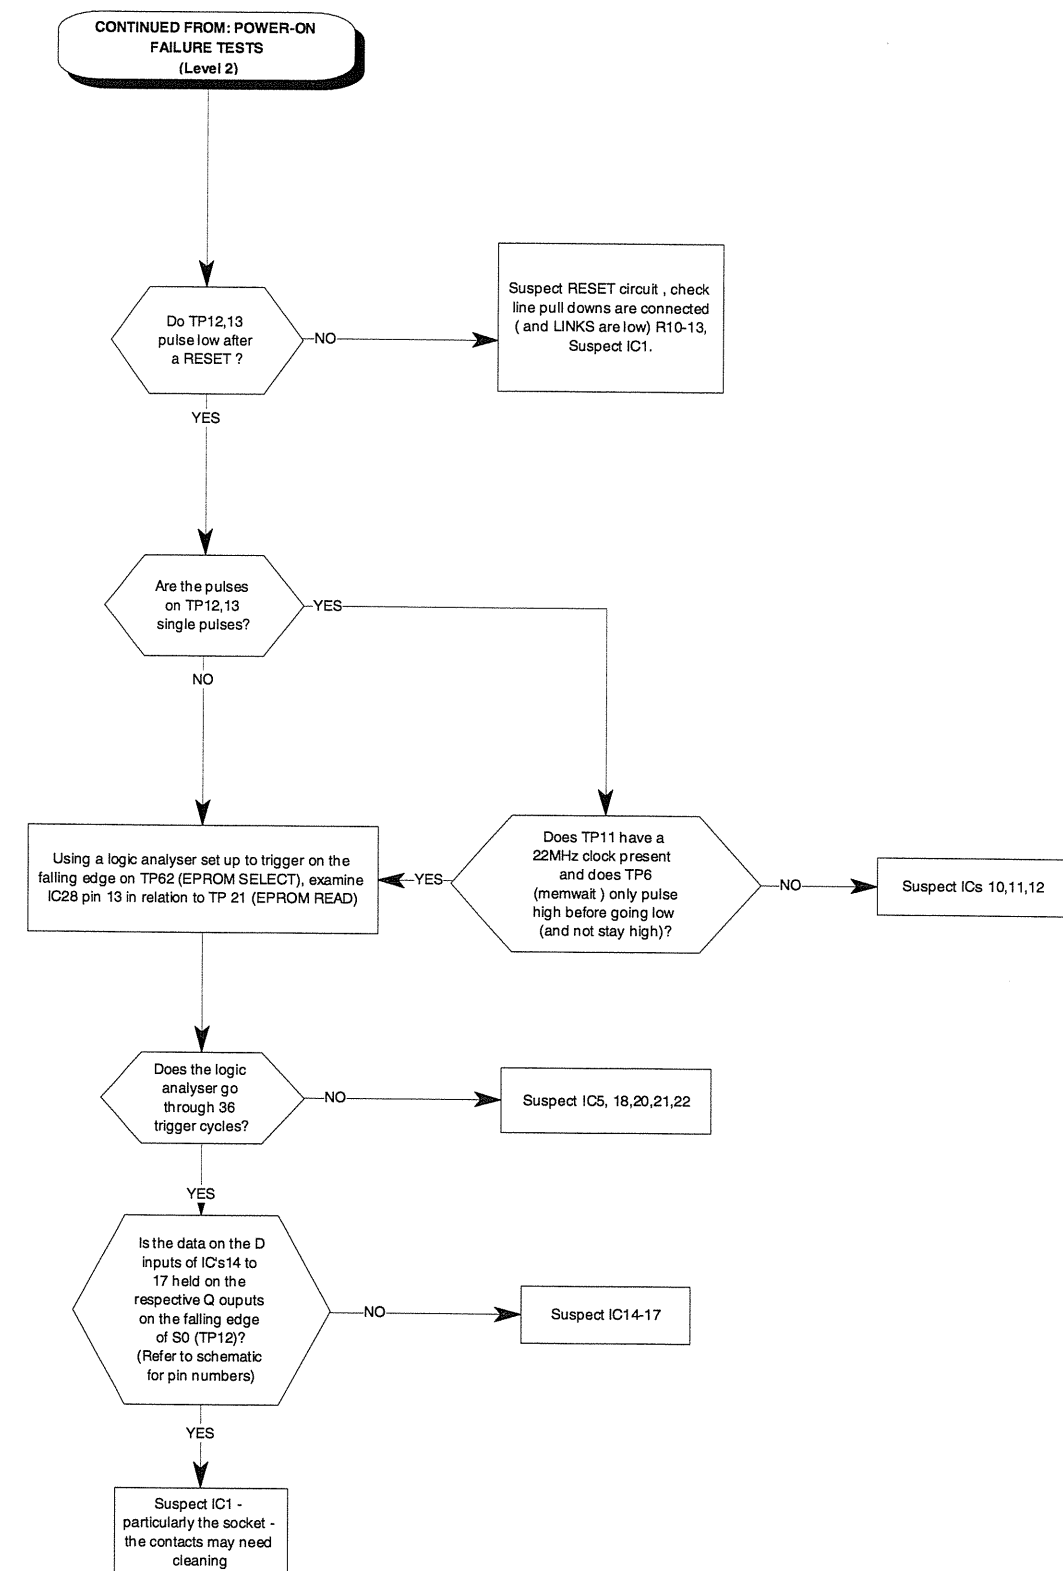 CONTINUED FROM: POWER-ON
FAILURE TESTS
(Level 2)
Do TP12,13
pulse low after
a RESET ?
NO
Suspect RESET circuit , check
line pull downs are connected
( and LINKS are low) R10-13,
Suspect IC1.
YES
Are the pulses
on TP12,13
single pulses?
YES
NO
Using a logic analyser set up to trigger on the
falling edge on TP62 (EPROM SELECT), examine
IC28 pin 13 in relation to TP 21 (EPROM READ)
YES
Does TP11 have a
22MHz clock present
and does TP6
(memwait ) only pulse
high before going low
(and not stay high)?
NO
Suspect ICs 10,11,12
Does the logic
analyser go
through 36
trigger cycles?
NO
Suspect IC5, 18,20,21,22
YES
Is the data on the D
inputs of IC's14 to
17 held on the
respective Q ouputs
on the falling edge
of S0 (TP12)?
(Refer to schematic
for pin numbers)
NO
Suspect IC14-17
YES
Suspect IC1 -
particularly the socket -
the contacts may need
cleaning